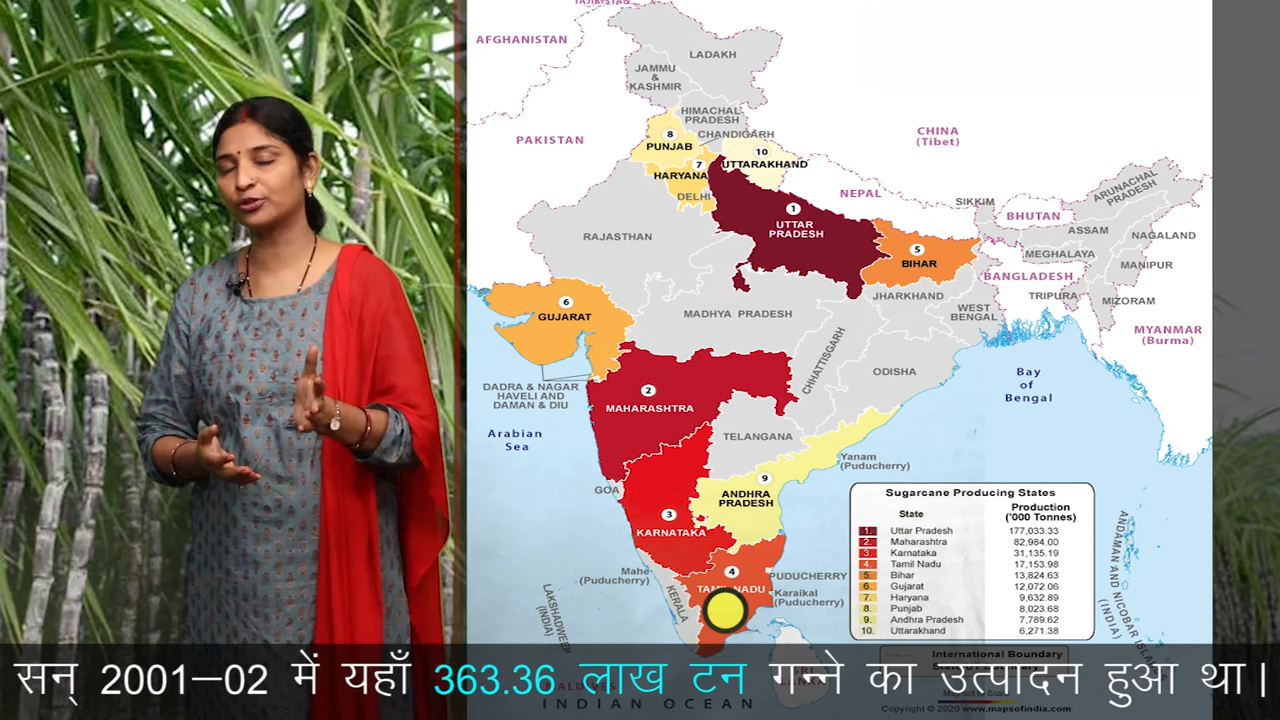 TAJIKISTAN
AFGHANISTAN
LADAKH
JAMMU
&
KASHMIR
HIMACHAL
PRADESH
CHINA
(Tibet)
PAKISTAN
8
PUNJAB
CHANDIGARH
10
UTTARAKHAND
7
HARYANA
DELHI
NEPAL
ARUNACHAL
PRADESH
SIKKIM
BHUTAN
1
UTTAR
PRADESH
RAJASTHAN
ASSAM
NAGALAND
5
BIHAR
MEGHALAYA
MANIPUR
BANGLADESH
TRIPURA
MIZORAM
6
GUJARAT
MADHYA PRADESH
JHARKHAND
WEST
BENGAL
MYANMAR
(Burma)
CHHATTISGARH
ODISHA
Bay
of
Bengal
DADRA & NAGAR
HAVELI AND
DAMAN & DIU
2
MAHARASHTRA
Arabian
Sea
TELANGANA
Yanam
(Puducherry)
GOA
9
ANDHRA
PRADESH
3
KARNATAKA
Mahe
(Puducherry)
4
TAMIL NADU
PUDUCHERRY
Karaikal
(Puducherry)
KERALA
LAKSHADWEEP
(INDIA)
ANDAMAN AND NICOBAR ISLANDS
(INDIA)
Sugarcane Producing States
State Production
('000 Tonnes)
1. Uttar Pradesh 177,033.33
2. Maharashtra 82,984.00
3. Karnataka 31,135.19
4. Tamil Nadu 17,153.98
5. Bihar 13,824.63
6. Gujarat 12,072.06
7. Haryana 9,632.89
8. Punjab 8,023.68
9. Andhra Pradesh 7,789.62
10. Uttarakhand 6,271.38
International Boundary
सन् 2001–02 में यहाँ 363.36 लाख टन गन्ने का उत्पादन हुआ था।
INDIAN OCEAN
Copyright © 2020 www.mapsofindia.com